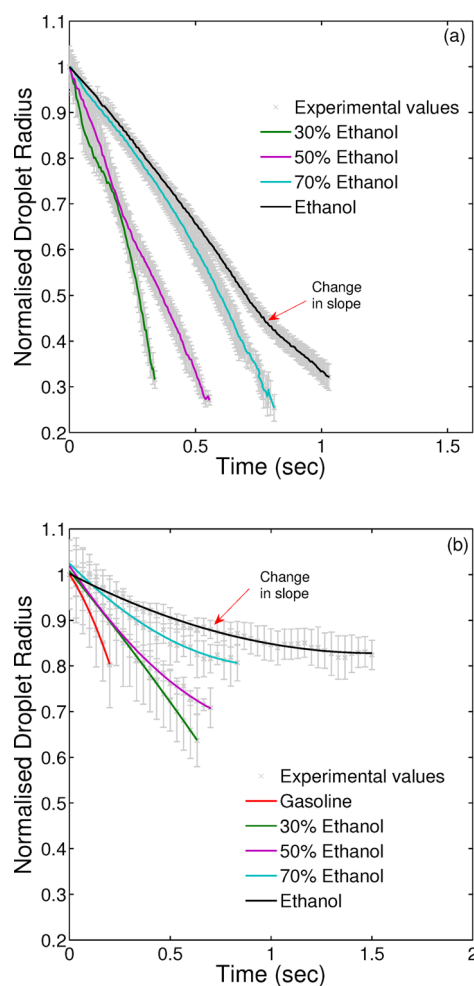 (a)
1.1
1
0.9
0.8
0.7
0.6
0.5
0.4
0.3
0.2
Normalised Droplet Radius
× Experimental values
30% Ethanol
50% Ethanol
70% Ethanol
Ethanol
Change
in slope
0 0.5 1 1.5
Time (sec)
(b)
1.1
1
0.9
0.8
0.7
0.6
0.5
0.4
0.3
0.2
Normalised Droplet Radius
Change
in slope
× Experimental values
Gasoline
30% Ethanol
50% Ethanol
70% Ethanol
Ethanol
0 0.5 1 1.5 2
Time (sec)